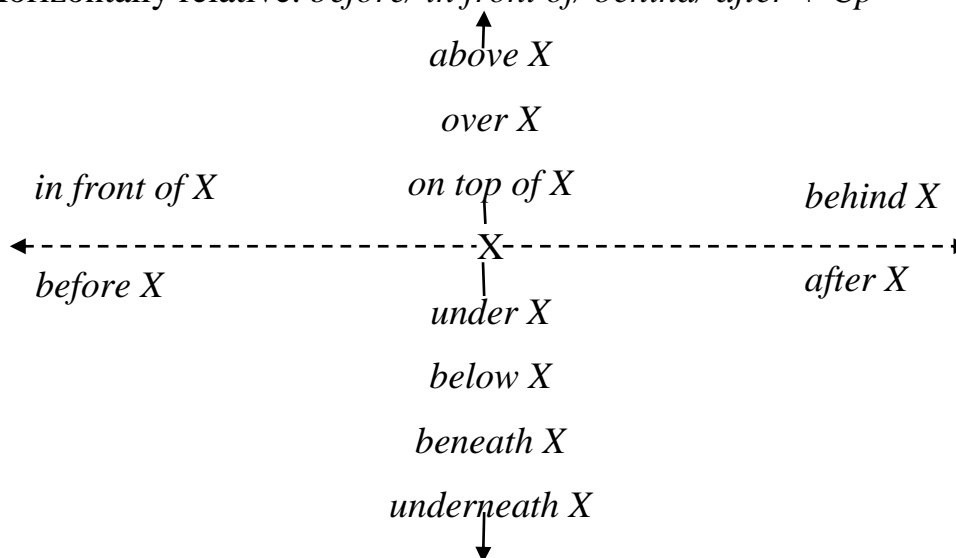 above X
over X
in front of X
on top of X
behind X
X
before X
after X
under X
below X
beneath X
underneath X